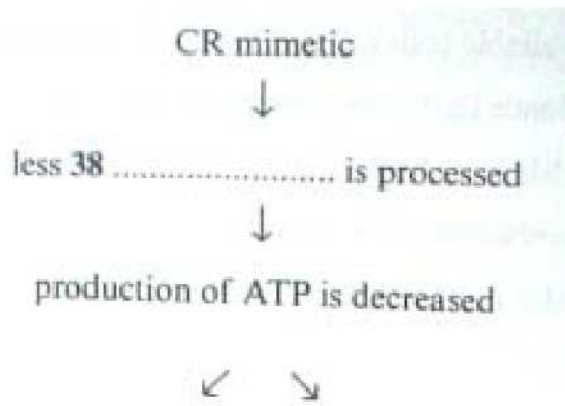 CR mimetic
↓
less 38 ........................ is processed
↓
production of ATP is decreased
↙ ↘